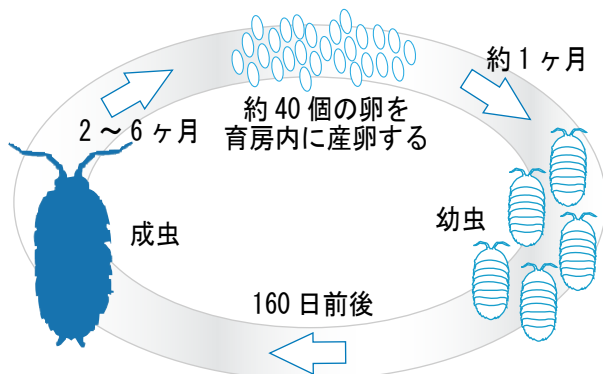 約1ヶ月
2～6ヶ月
約40個の卵を
育房内に産卵する
成虫
幼虫
160日前後